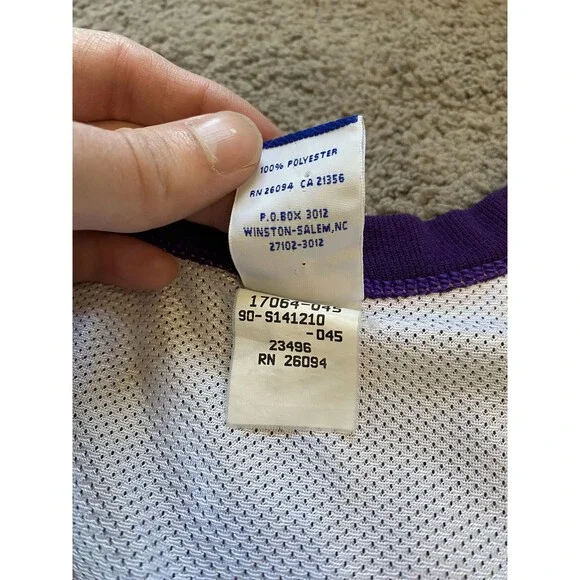 100% POLYESTER
RN 26094 CA 21356
P.O.BOX 3012
WINSTON-SALEM,NC
27102-3012
17064-045
90-S141210
-045
23496
RN 26094